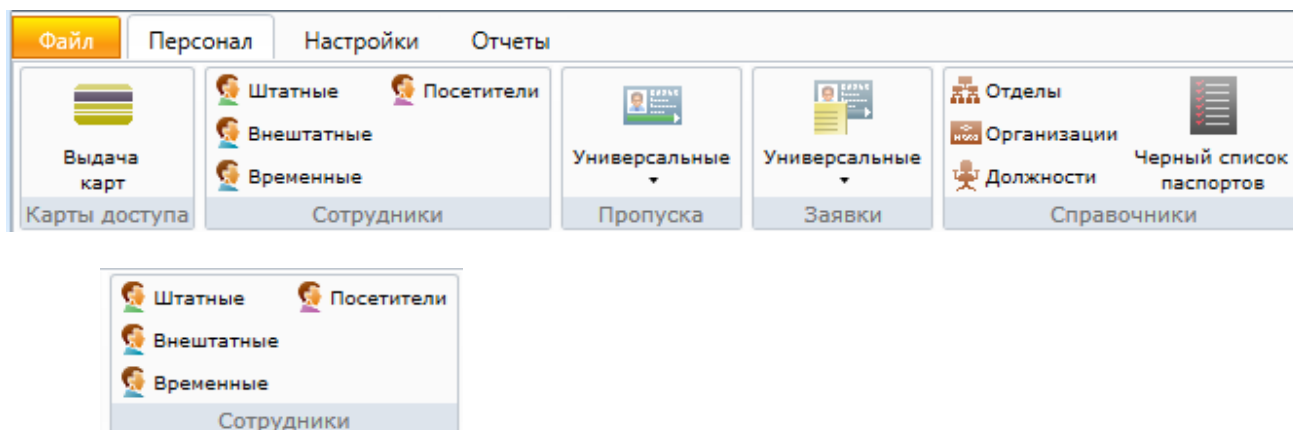 Файл Персонал Настройки Отчеты
Штатные Посетители Отделы
Внештатные Организации
Выдача Универсальные Универсальные Черный список
карт Временные Должности паспортов
Карты доступа Сотрудники Пропуска Заявки Справочники
Штатные Посетители
Внештатные
Временные
Сотрудники